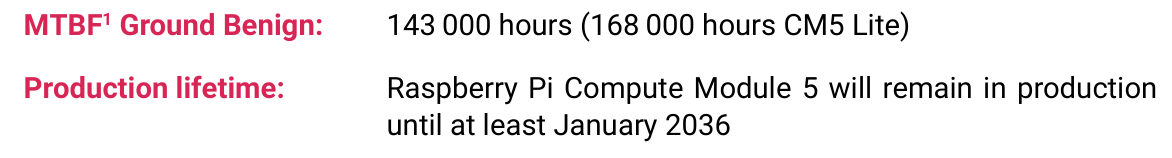 MTBF¹ Ground Benign: 143 000 hours (168 000 hours CM5 Lite)
Production lifetime: Raspberry Pi Compute Module 5 will remain in production
until at least January 2036